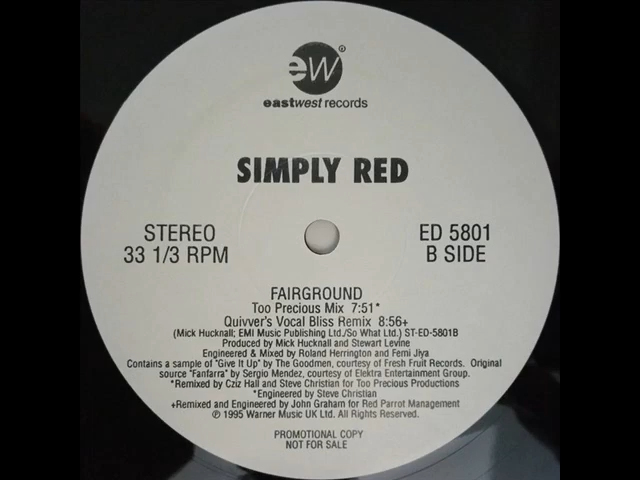 ew®
eastwest records
SIMPLY RED
STEREO
33 1/3 RPM
ED 5801
B SIDE
FAIRGROUND
Too Precious Mix 7:51*
Quivver's Vocal Bliss Remix 8:56+
(Mick Hucknall; EMI Music Publishing Ltd./So What Ltd.) ST-ED-5801B
Produced by Mick Hucknall and Stewart Levine
Engineered & Mixed by Roland Herrington and Femi Jiya
Contains a sample of "Give It Up" by The Goodmen, courtesy of Fresh Fruit Records. Original
source "Fanfarra" by Sergio Mendez, courtesy of Elektra Entertainment Group.
*Remixed by Cziz Hall and Steve Christian for Too Precious Productions
*Engineered by Steve Christian
+Remixed and Engineered by John Graham for Red Parrot Management
℗ 1995 Warner Music UK Ltd. All Rights Reserved.
PROMOTIONAL COPY
NOT FOR SALE